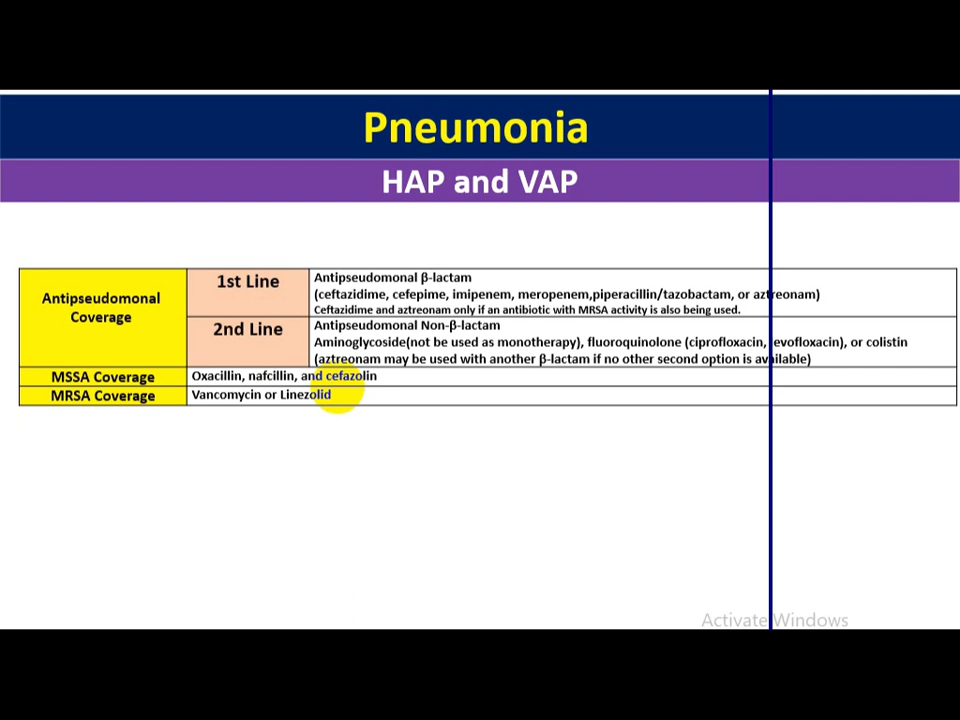 Pneumonia
HAP and VAP
Antipseudomonal
Coverage
1st Line
Antipseudomonal β-lactam
(ceftazidime, cefepime, imipenem, meropenem,piperacillin/tazobactam, or aztreonam)
Ceftazidime and aztreonam only if an antibiotic with MRSA activity is also being used.
2nd Line
Antipseudomonal Non-β-lactam
Aminoglycoside(not be used as monotherapy), fluoroquinolone (ciprofloxacin, levofloxacin), or colistin
(aztreonam may be used with another β-lactam if no other second option is available)
MSSA Coverage
Oxacillin, nafcillin, and cefazolin
MRSA Coverage
Vancomycin or Linezolid
Activate Windows